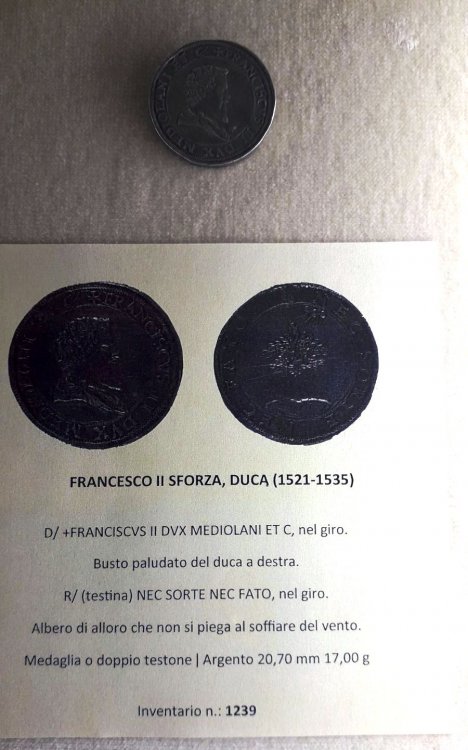 FRANCESCO II SFORZA, DUCA (1521-1535)
D/ +FRANCISCVS II DVX MEDIOLANI ET C, nel giro.
Busto paludato del duca a destra.
R/ (testina) NEC SORTE NEC FATO, nel giro.
Albero di alloro che non si piega al soffiare del vento.
Medaglia o doppio testone | Argento 20,70 mm 17,00 g
Inventario n.: 1239